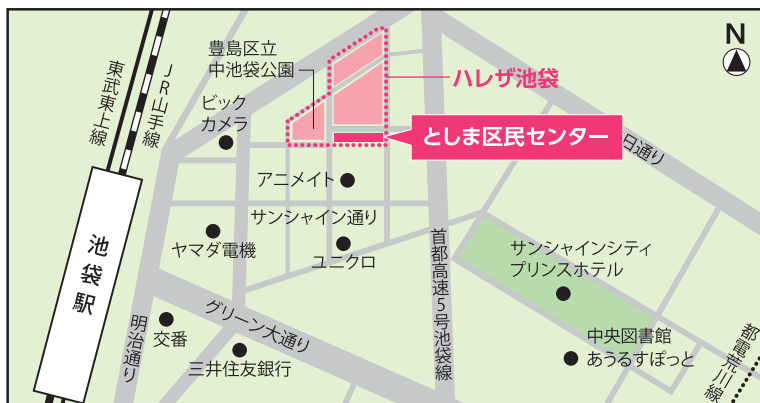 豊島区立
中池袋公園
N
ハレザ池袋
東武東上線
JR山手線
ビック
カメラ
としま区民センター
日通り
アニメイト
サンシャイン通り
ヤマダ電機
ユニクロ
池袋駅
首都高速5号池袋線
サンシャインシティ
プリンスホテル
グリーン大通り
明治通り
交番
三井住友銀行
中央図書館
あうるすぽっと
都電荒川線